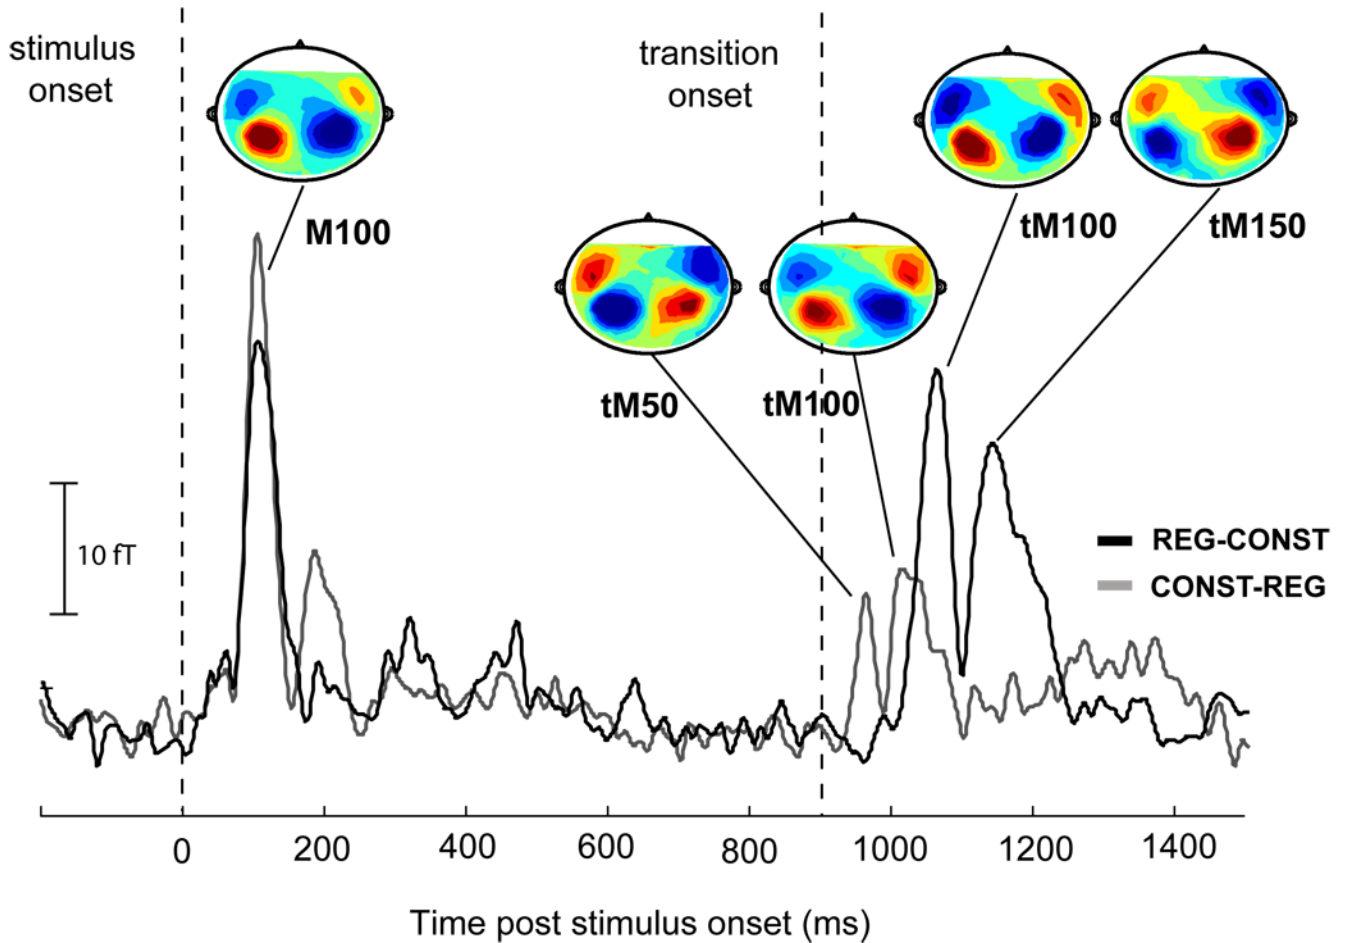 stimulus
onset
transition
onset
M100
tM100
tM150
tM50
tM100
10 fT
REG-CONST
CONST-REG
0
200
400
600
800
1000
1200
1400
Time post stimulus onset (ms)